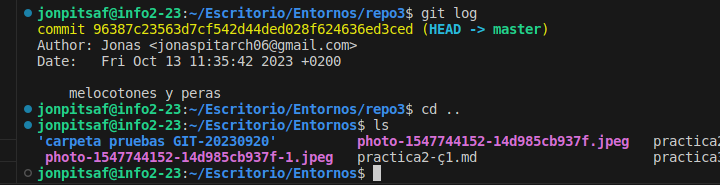 jonpitsaf@info2-23:~/Escritorio/Entornos/repo3$ git log
commit 96387c23563d7cf542d44ded028f624636ed3ced (HEAD -> master)
Author: Jonas <jonaspitarch06@gmail.com>
Date:   Fri Oct 13 11:35:42 2023 +0200
    melocotones y peras
jonpitsaf@info2-23:~/Escritorio/Entornos/repo3$ cd ..
jonpitsaf@info2-23:~/Escritorio/Entornos$ ls
'carpeta pruebas GIT-20230920'   photo-1547744152-14d985cb937f.jpeg   practica2
photo-1547744152-14d985cb937f-1.jpeg   practica2-ç1.md   practica3
jonpitsaf@info2-23:~/Escritorio/Entornos$